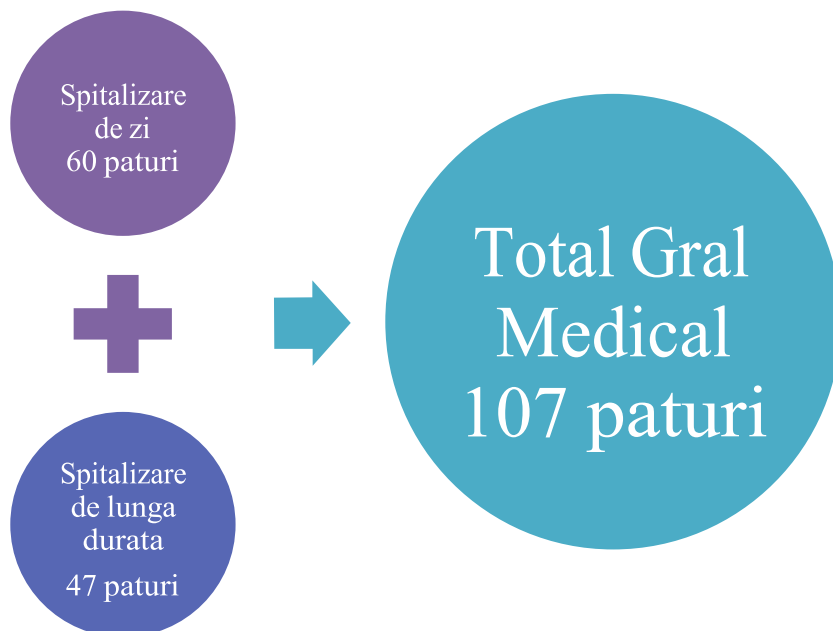 Spitalizare
de zi
60 paturi
Spitalizare
de lunga
durata
47 paturi
Total Gral
Medical
107 paturi